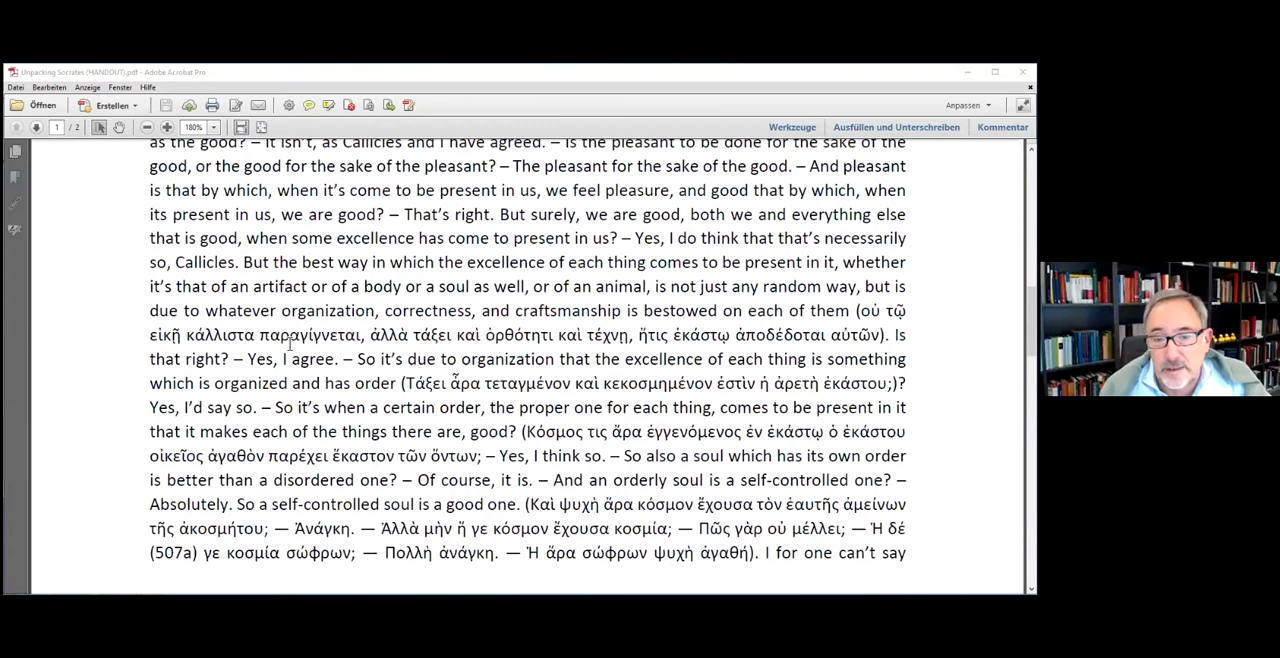 Unpacking Socrates (HANDOUT).pdf - Adobe Acrobat Pro
Datei Bearbeiten Anzeige Fenster Hilfe
Öffnen Erstellen Anpassen
1 / 2 180% Werkzeuge Ausfüllen und Unterschreiben Kommentar
as the good? – It isn't, as Callicles and I have agreed. – Is the pleasant to be done for the sake of the
good, or the good for the sake of the pleasant? – The pleasant for the sake of the good. – And pleasant
is that by which, when it's come to be present in us, we feel pleasure, and good that by which, when
its present in us, we are good? – That's right. But surely, we are good, both we and everything else
that is good, when some excellence has come to present in us? – Yes, I do think that that's necessarily
so, Callicles. But the best way in which the excellence of each thing comes to be present in it, whether
it's that of an artifact or of a body or a soul as well, or of an animal, is not just any random way, but is
due to whatever organization, correctness, and craftsmanship is bestowed on each of them (οὐ τῷ
εἰκῇ κάλλιστα παραγίγνεται, ἀλλὰ τάξει καὶ ὀρθότητι καὶ τέχνῃ, ἥτις ἑκάστῳ ἀποδέδοται αὐτῶν). Is
that right? – Yes, I agree. – So it's due to organization that the excellence of each thing is something
which is organized and has order (Τάξει ἆρα τεταγμένον καὶ κεκοσμημένον ἐστὶν ἡ ἀρετὴ ἑκάστου;)?
Yes, I'd say so. – So it's when a certain order, the proper one for each thing, comes to be present in it
that it makes each of the things there are, good? (Κόσμος τις ἄρα ἐγγενόμενος ἐν ἑκάστῳ ὁ ἑκάστου
οἰκεῖος ἀγαθὸν παρέχει ἕκαστον τῶν ὄντων; – Yes, I think so. – So also a soul which has its own order
is better than a disordered one? – Of course, it is. – And an orderly soul is a self-controlled one? –
Absolutely. So a self-controlled soul is a good one. (Καὶ ψυχὴ ἄρα κόσμον ἔχουσα τὸν ἑαυτῆς ἀμείνων
τῆς ἀκοσμήτου; — Ἀνάγκη. — Ἀλλὰ μὴν ἥ γε κόσμον ἔχουσα κοσμία; — Πῶς γὰρ οὐ μέλλει; — Ἡ δέ
(507a) γε κοσμία σώφρων; — Πολλὴ ἀνάγκη. — Ἡ ἄρα σώφρων ψυχὴ ἀγαθή). I for one can't say